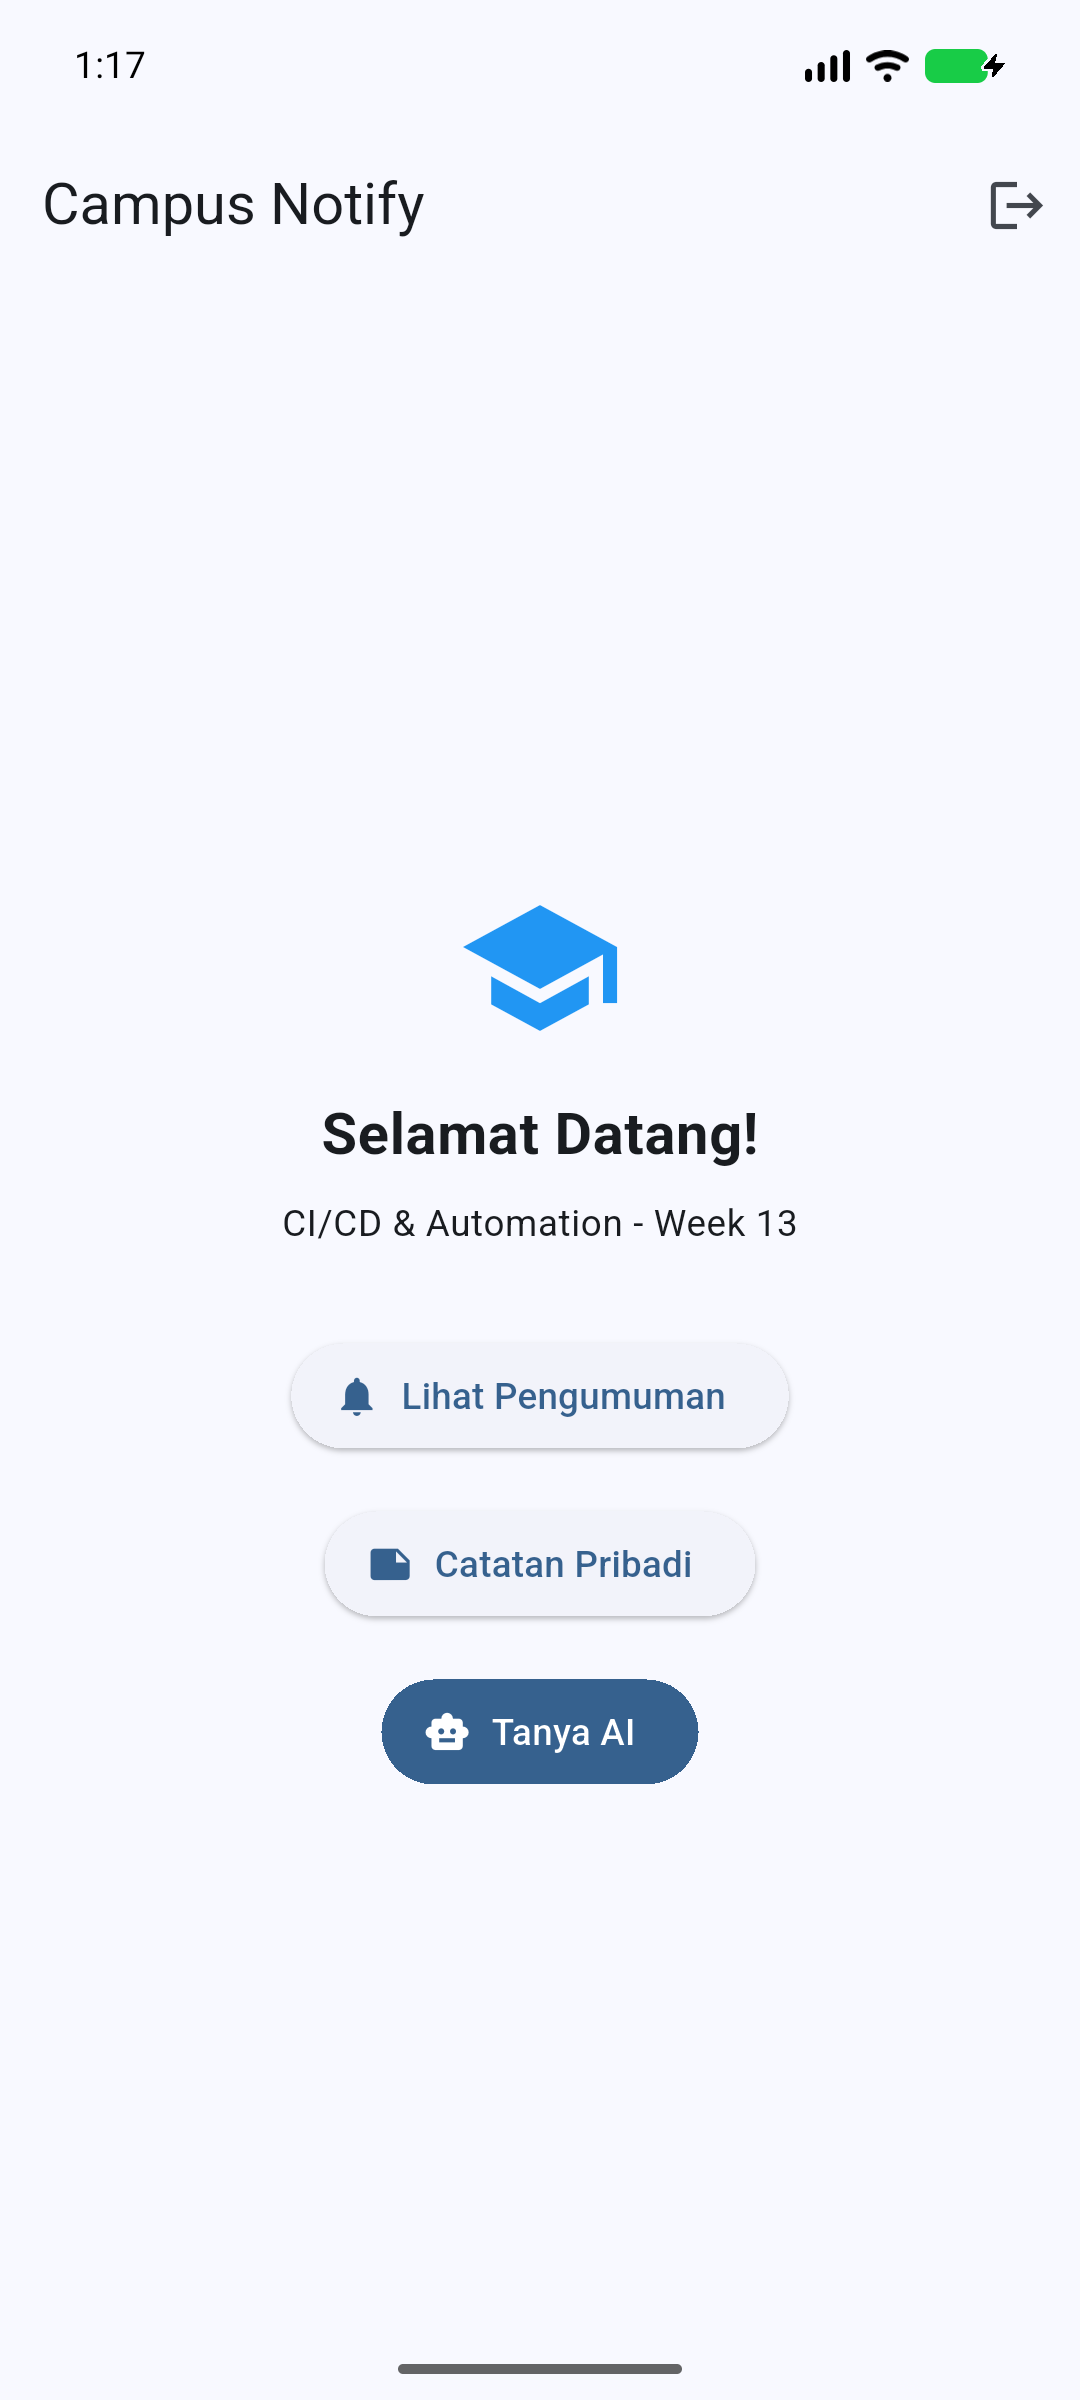 1:17
Campus Notify
Selamat Datang!
CI/CD & Automation - Week 13
Lihat Pengumuman
Catatan Pribadi
Tanya AI